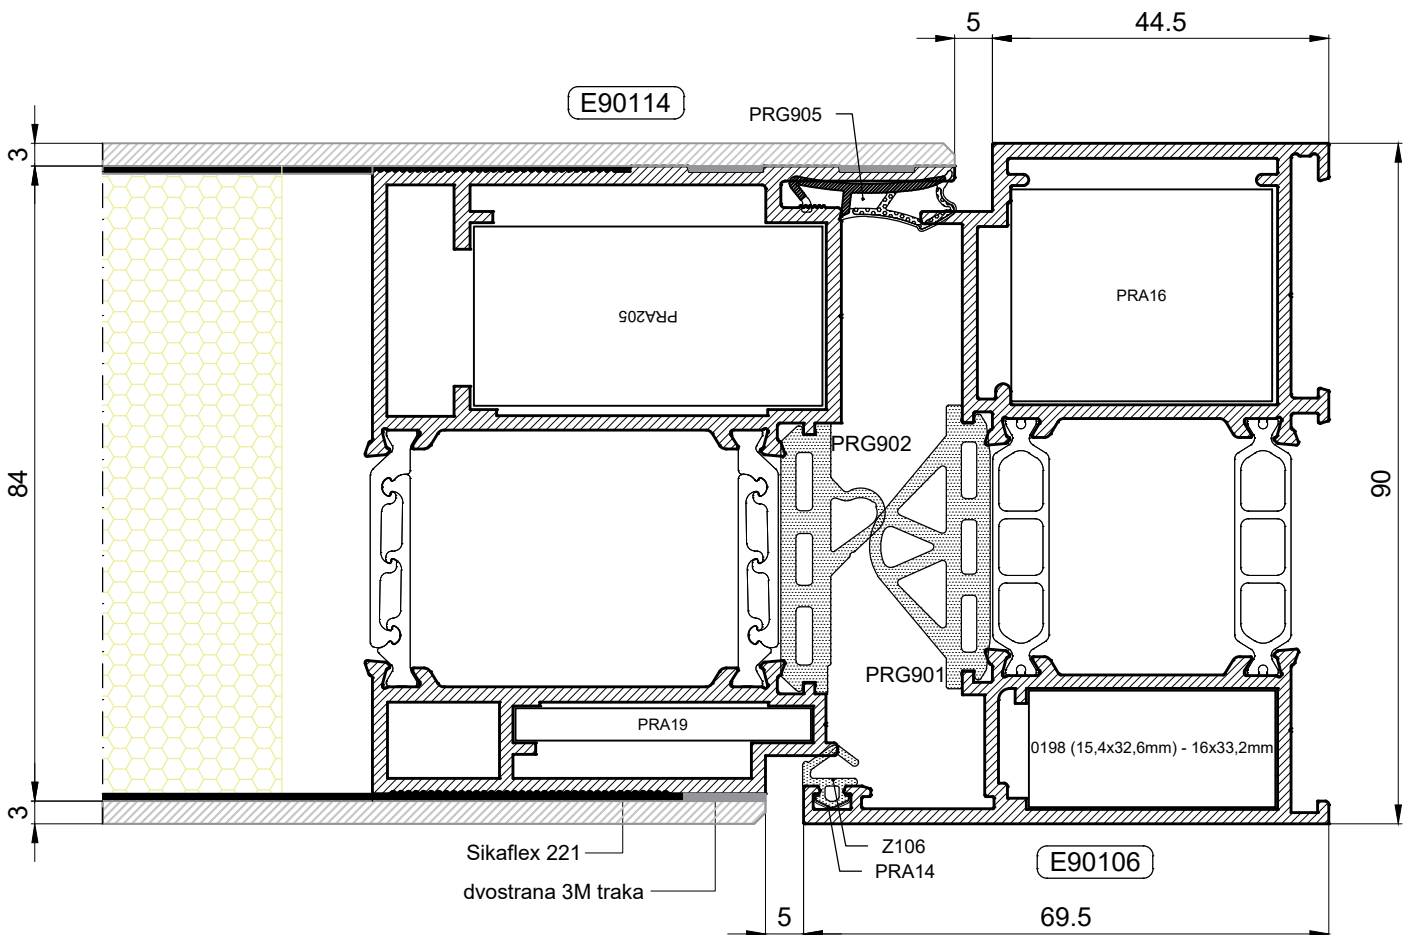 5
44.5
E90114
PRG905
3
PRA16
PRA205
PRG902
84
90
PRG901
PRA19
0198 (15,4x32,6mm) - 16x33,2mm
3
Sikaflex 221
Z106
E90106
PRA14
dvostrana 3M traka
5
69.5